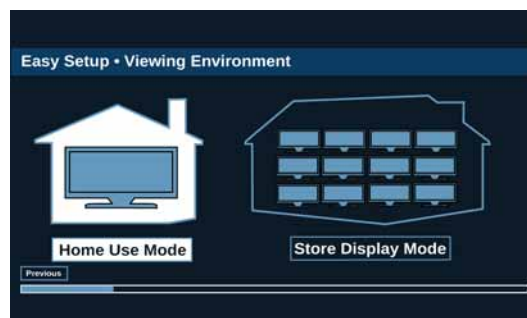 Easy Setup • Viewing Environment
Home Use Mode
Store Display Mode
Previous